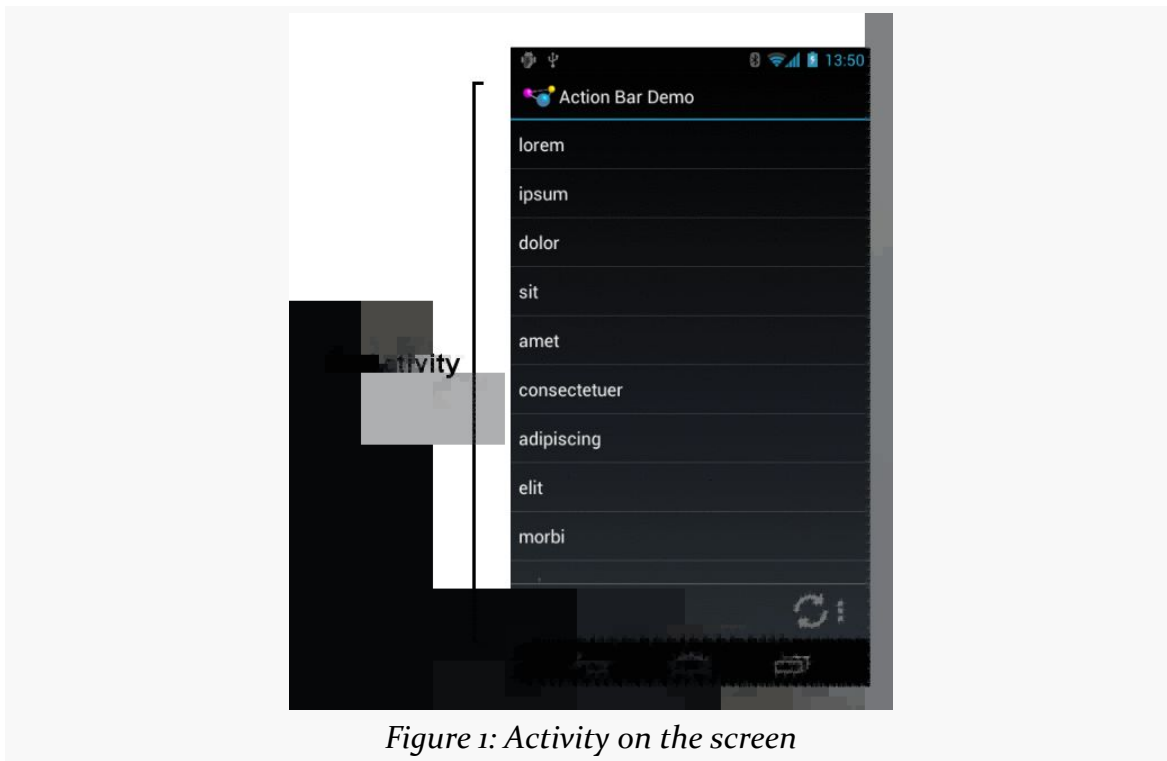 13:50
Action Bar Demo
lorem
ipsum
dolor
sit
amet
consectetuer
adipiscing
elit
morbi
Figure 1: Activity on the screen